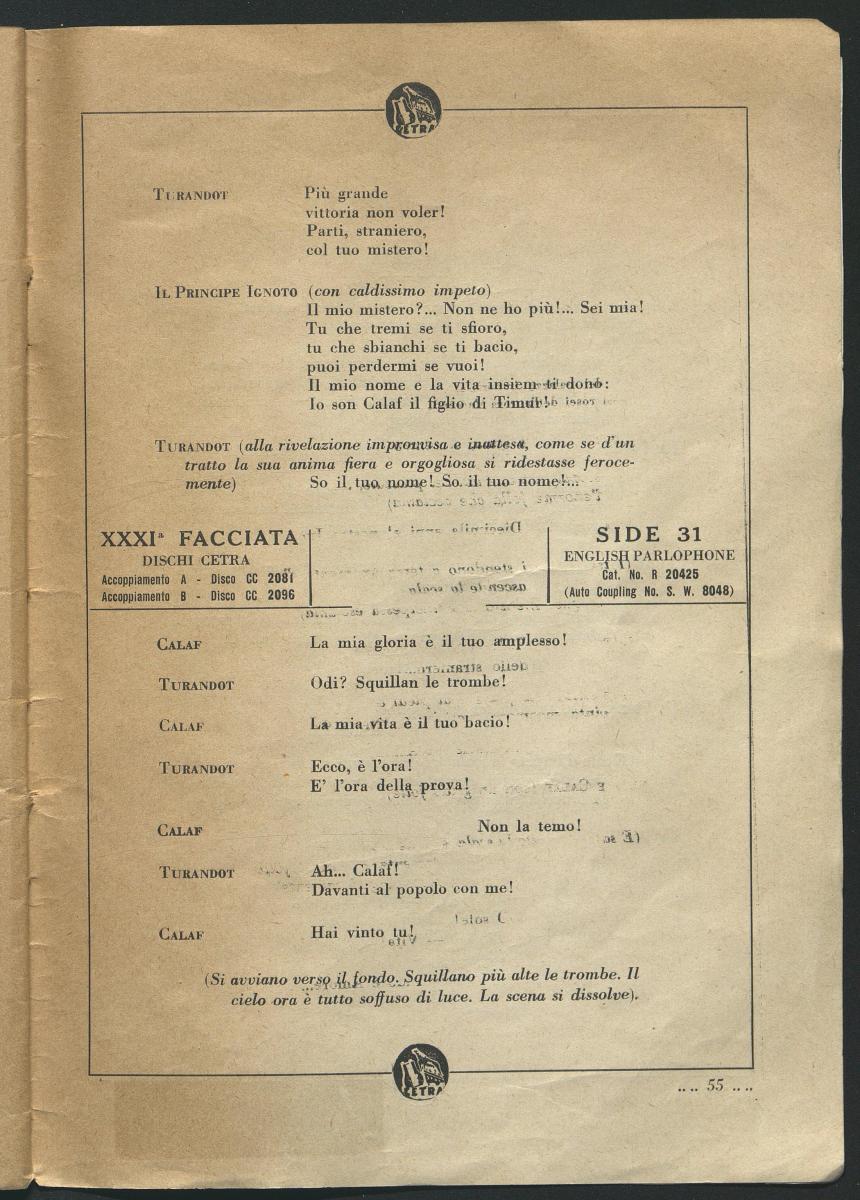 CETRA
TURANDOT Più grande
vittoria non voler!
Parti, straniero,
col tuo mistero!
IL PRINCIPE IGNOTO (con caldissimo impeto)
Il mio mistero?... Non ne ho più!... Sei mia!
Tu che tremi se ti sfioro,
tu che sbianchi se ti bacio,
puoi perdermi se vuoi!
Il mio nome e la vita insiem ti dono:
Io son Calaf il figlio di Timur!
TURANDOT (alla rivelazione improvvisa e inattesa, come se d'un
tratto la sua anima fiera e orgogliosa si ridestasse feroce-
mente) So il tuo nome! So il tuo nome!...
XXXIª FACCIATA
DISCHI CETRA
Accoppiamento A - Disco CC 2081
Accoppiamento B - Disco CC 2096
SIDE 31
ENGLISH PARLOPHONE
Cat. No. R 20425
(Auto Coupling No. S. W. 8048)
CALAF La mia gloria è il tuo amplesso!
TURANDOT Odi? Squillan le trombe!
CALAF La mia vita è il tuo bacio!
TURANDOT Ecco, è l'ora!
E' l'ora della prova!
CALAF Non la temo!
TURANDOT Ah... Calaf!
Davanti al popolo con me!
CALAF Hai vinto tu!
(Si avviano verso il fondo. Squillano più alte le trombe. Il
cielo ora è tutto soffuso di luce. La scena si dissolve).
CETRA
.. .. 55 .. ..